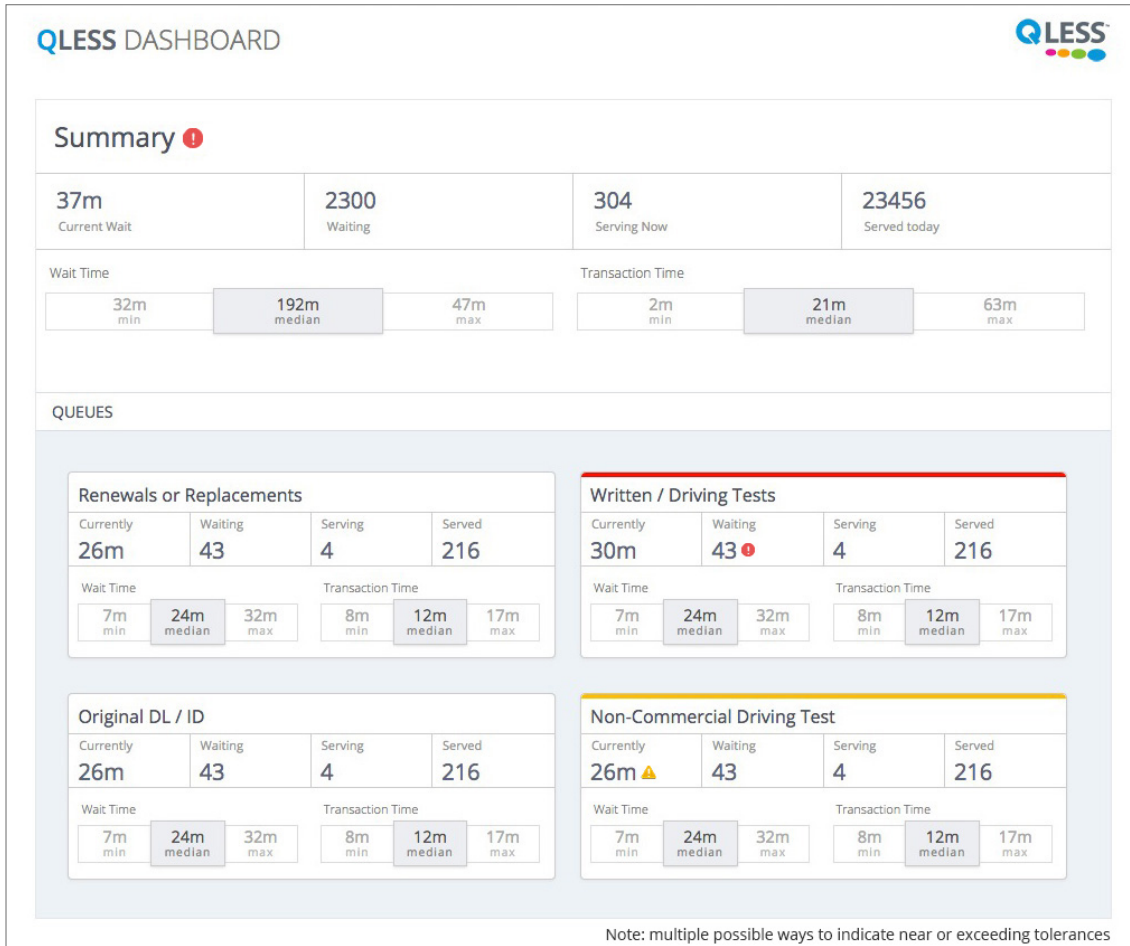 QLESS DASHBOARD
QLESS
Summary
37m 2300 304 23456
Current Wait Waiting Serving Now Served today
Wait Time Transaction Time
32m 192m 47m 2m 21m 63m
min median max min median max
QUEUES
Renewals or Replacements
Currently Waiting Serving Served
26m 43 4 216
Wait Time Transaction Time
7m 24m 32m 8m 12m 17m
min median max min median max
Written / Driving Tests
Currently Waiting Serving Served
30m 43 4 216
Wait Time Transaction Time
7m 24m 32m 8m 12m 17m
min median max min median max
Original DL / ID
Currently Waiting Serving Served
26m 43 4 216
Wait Time Transaction Time
7m 24m 32m 8m 12m 17m
min median max min median max
Non-Commercial Driving Test
Currently Waiting Serving Served
26m 43 4 216
Wait Time Transaction Time
7m 24m 32m 8m 12m 17m
min median max min median max
Note: multiple possible ways to indicate near or exceeding tolerances